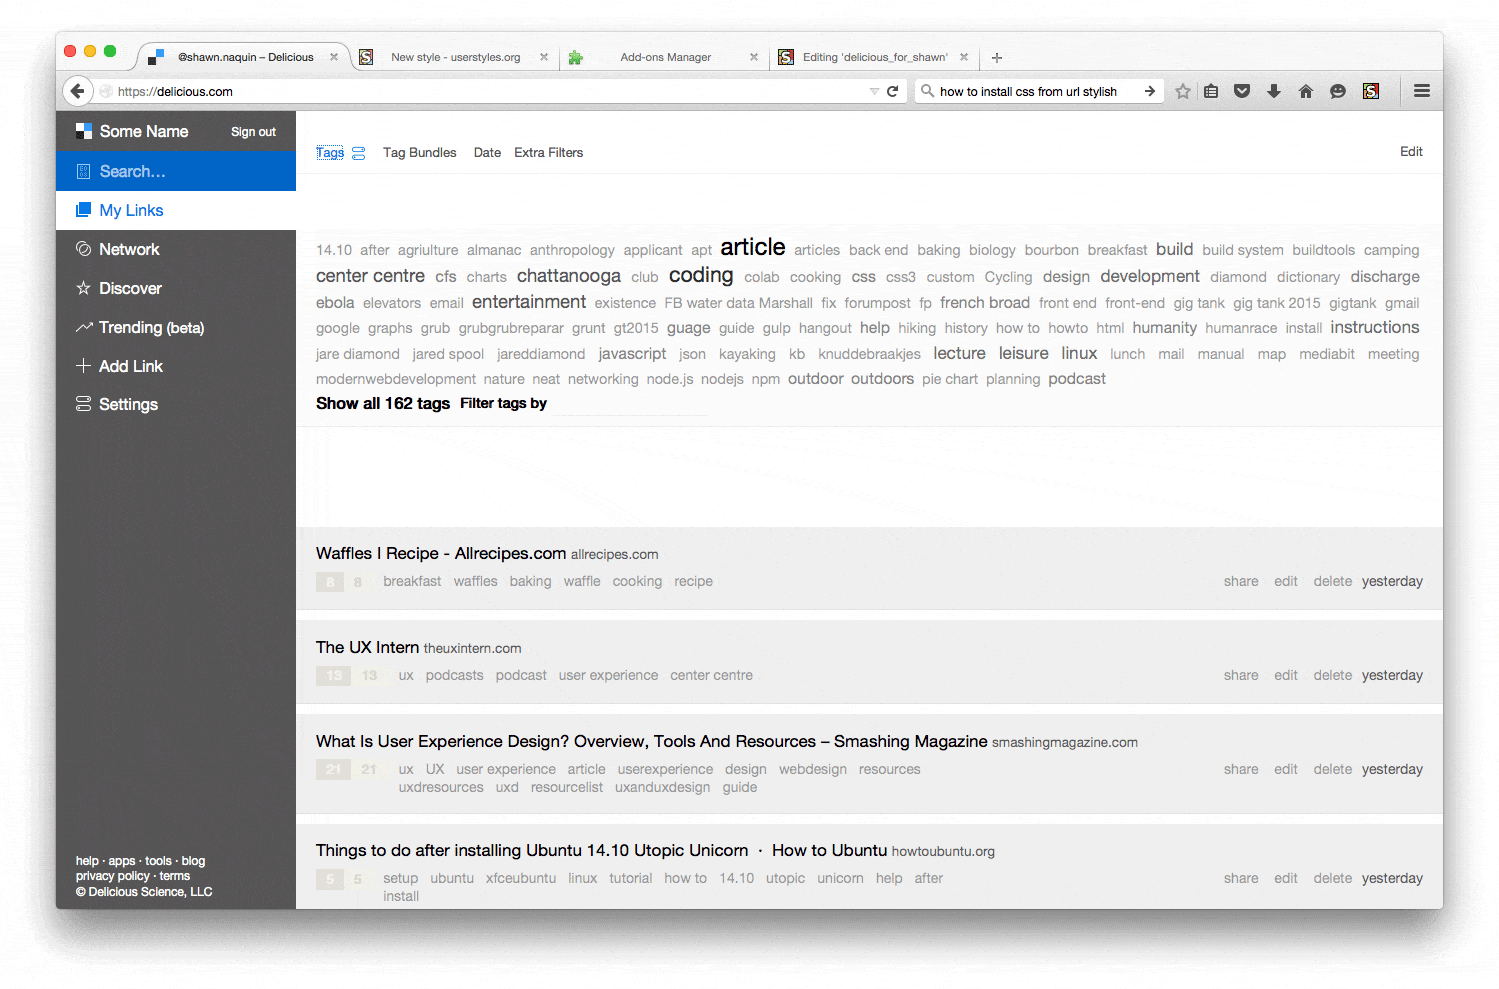 @shawn.naquin – Delicious
New style - userstyles.org
Add-ons Manager
Editing 'delicious_for_shawn'
https://delicious.com
how to install css from url stylish
Some Name Sign out
Search…
My Links
Network
Discover
Trending (beta)
Add Link
Settings
help · apps · tools · blog
privacy policy · terms
© Delicious Science, LLC
Tags Tag Bundles Date Extra Filters Edit
14.10 after agriulture almanac anthropology applicant apt article articles back end baking biology bourbon breakfast build build system buildtools camping
center centre cfs charts chattanooga club coding colab cooking css css3 custom Cycling design development diamond dictionary discharge
ebola elevators email entertainment existence FB water data Marshall fix forumpost fp french broad front end front-end gig tank gig tank 2015 gigtank gmail
google graphs grub grubgrubreparar grunt gt2015 guage guide gulp hangout help hiking history how to howto html humanity humanrace install instructions
jare diamond jared spool jareddiamond javascript json kayaking kb knuddebraakjes lecture leisure linux lunch mail manual map mediabit meeting
modernwebdevelopment nature neat networking node.js nodejs npm outdoor outdoors pie chart planning podcast
Show all 162 tags Filter tags by
Waffles I Recipe - Allrecipes.com allrecipes.com
8 8 breakfast waffles baking waffle cooking recipe share edit delete yesterday
The UX Intern theuxintern.com
13 13 ux podcasts podcast user experience center centre share edit delete yesterday
What Is User Experience Design? Overview, Tools And Resources – Smashing Magazine smashingmagazine.com
21 21 ux UX user experience article userexperience design webdesign resources share edit delete yesterday
uxdresources uxd resourcelist uxanduxdesign guide
Things to do after installing Ubuntu 14.10 Utopic Unicorn · How to Ubuntu howtoubuntu.org
5 5 setup ubuntu xfceubuntu linux tutorial how to 14.10 utopic unicorn help after share edit delete yesterday
install